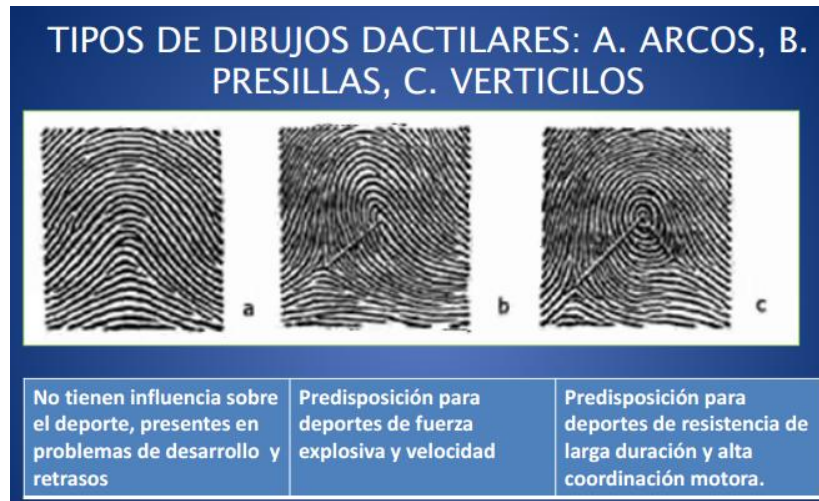 TIPOS DE DIBUJOS DACTILARES: A. ARCOS, B.
PRESILLAS, C. VERTICILOS
a
b
c
No tienen influencia sobre
el deporte, presentes en
problemas de desarrollo y
retrasos
Predisposición para
deportes de fuerza
explosiva y velocidad
Predisposición para
deportes de resistencia de
larga duración y alta
coordinación motora.